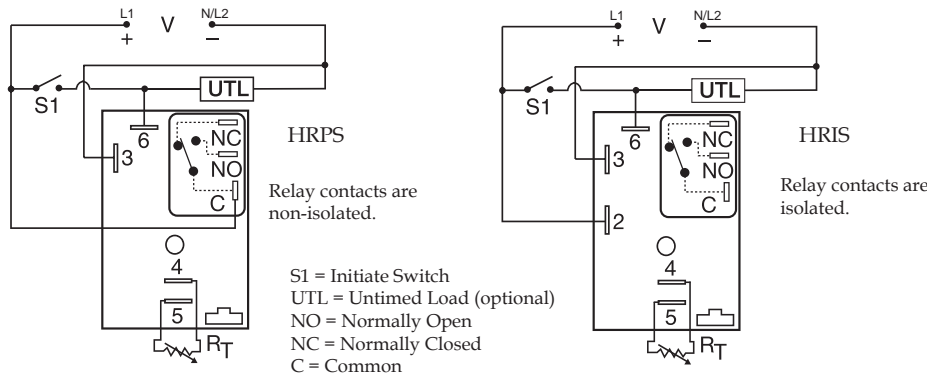 L1 V N/L2
+ −
S1 UTL
6
3
NC
NO
C
4
5
RT
HRPS
Relay contacts are
non-isolated.
S1 = Initiate Switch
UTL = Untimed Load (optional)
NO = Normally Open
NC = Normally Closed
C = Common
L1 V N/L2
+ −
S1 UTL
6
3
NC
NO
C
2
4
5
RT
HRIS
Relay contacts are
isolated.